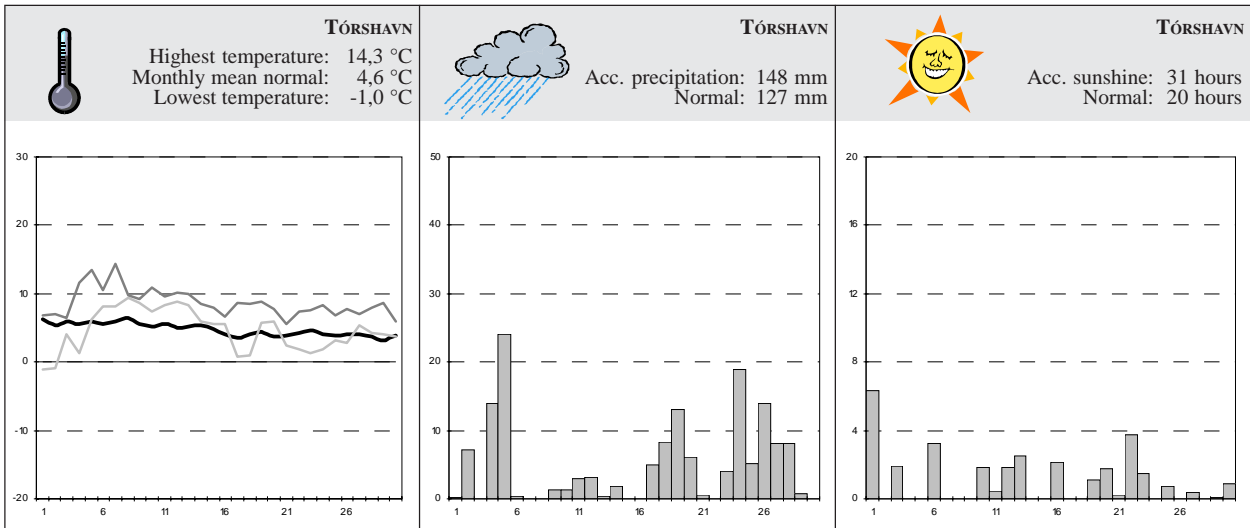 TÓRSHAVN
Highest temperature: 14,3 °C
Monthly mean normal: 4,6 °C
Lowest temperature: -1,0 °C
30
20
10
0
-10
-20
1 6 11 16 21 26
TÓRSHAVN
Acc. precipitation: 148 mm
Normal: 127 mm
50
40
30
20
10
0
1 6 11 16 21 26
TÓRSHAVN
Acc. sunshine: 31 hours
Normal: 20 hours
20
16
12
8
4
0
1 6 11 16 21 26